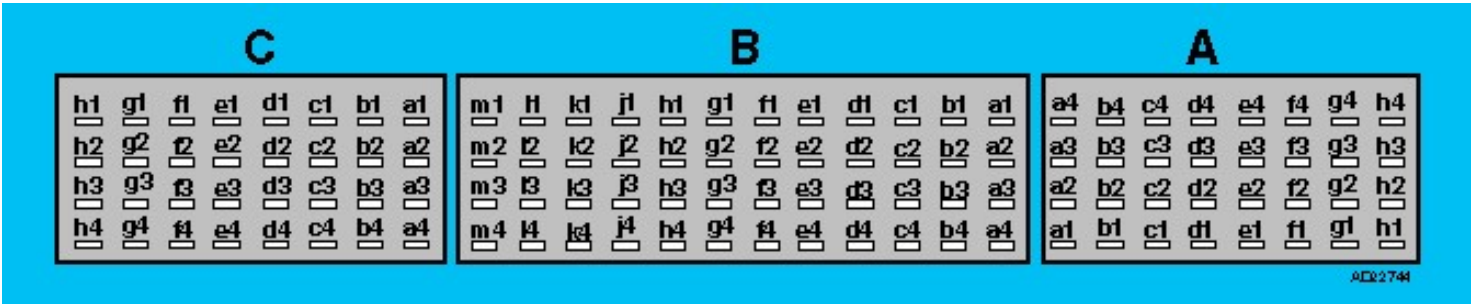 C B A
h1 g1 f1 e1 d1 c1 b1 a1 m1 l1 k1 j1 h1 g1 f1 e1 d1 c1 b1 a1 a4 b4 c4 d4 e4 f4 g4 h4
h2 g2 f2 e2 d2 c2 b2 a2 m2 l2 k2 j2 h2 g2 f2 e2 d2 c2 b2 a2 a3 b3 c3 d3 e3 f3 g3 h3
h3 g3 f3 e3 d3 c3 b3 a3 m3 l3 k3 j3 h3 g3 f3 e3 d3 c3 b3 a3 a2 b2 c2 d2 e2 f2 g2 h2
h4 g4 f4 e4 d4 c4 b4 a4 m4 l4 k4 j4 h4 g4 f4 e4 d4 c4 b4 a4 a1 b1 c1 d1 e1 f1 g1 h1